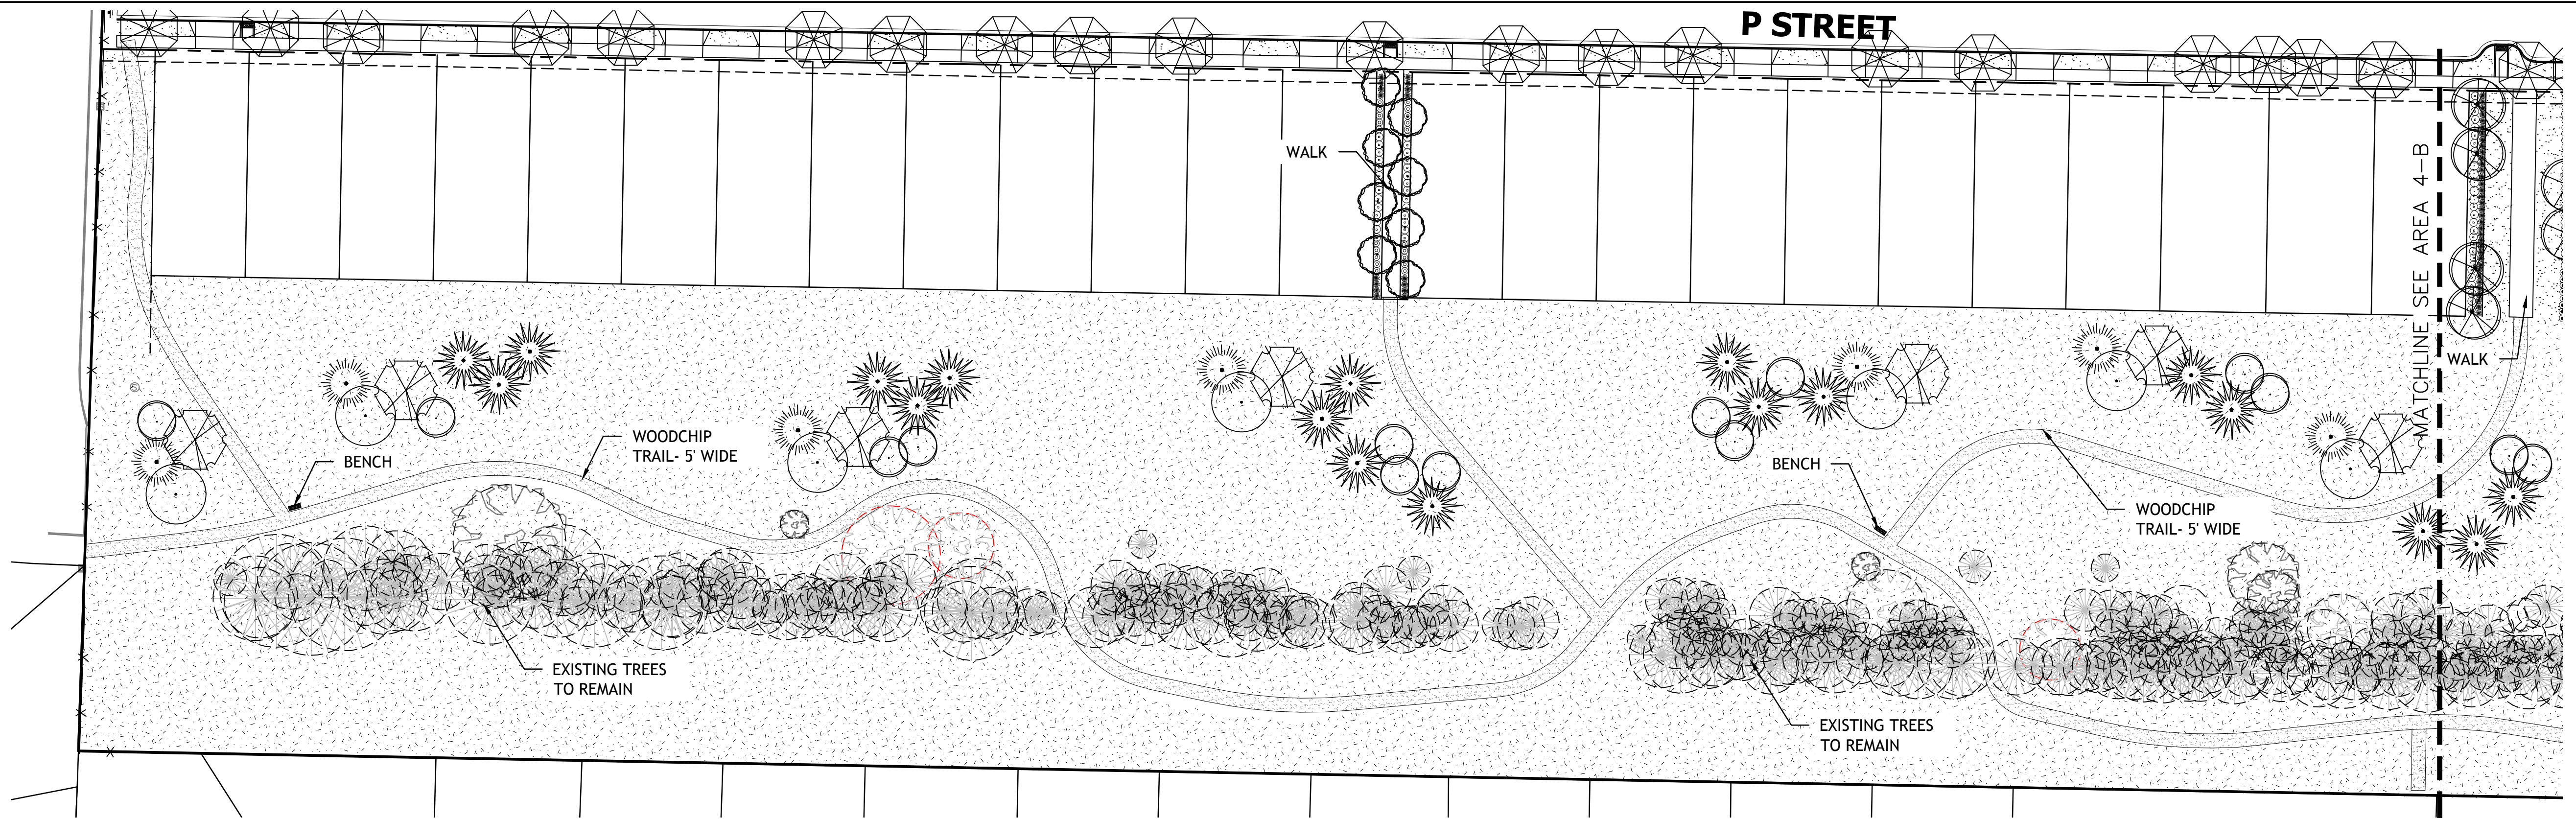 P STREET
WALK
MATCHLINE SEE AREA 4-B
WALK
WOODCHIP
TRAIL- 5' WIDE
BENCH
BENCH
WOODCHIP
TRAIL- 5' WIDE
EXISTING TREES
TO REMAIN
EXISTING TREES
TO REMAIN